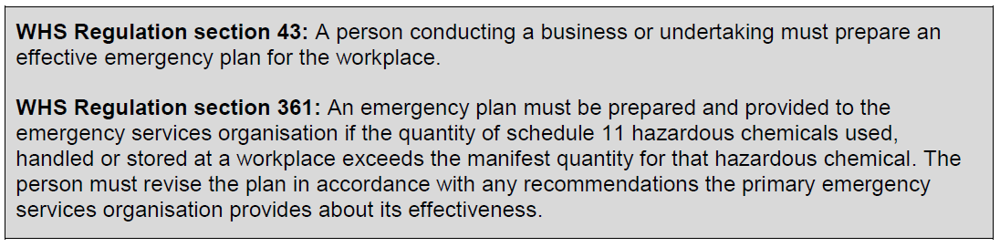 WHS Regulation section 43: A person conducting a business or undertaking must prepare an
effective emergency plan for the workplace.
WHS Regulation section 361: An emergency plan must be prepared and provided to the
emergency services organisation if the quantity of schedule 11 hazardous chemicals used,
handled or stored at a workplace exceeds the manifest quantity for that hazardous chemical. The
person must revise the plan in accordance with any recommendations the primary emergency
services organisation provides about its effectiveness.